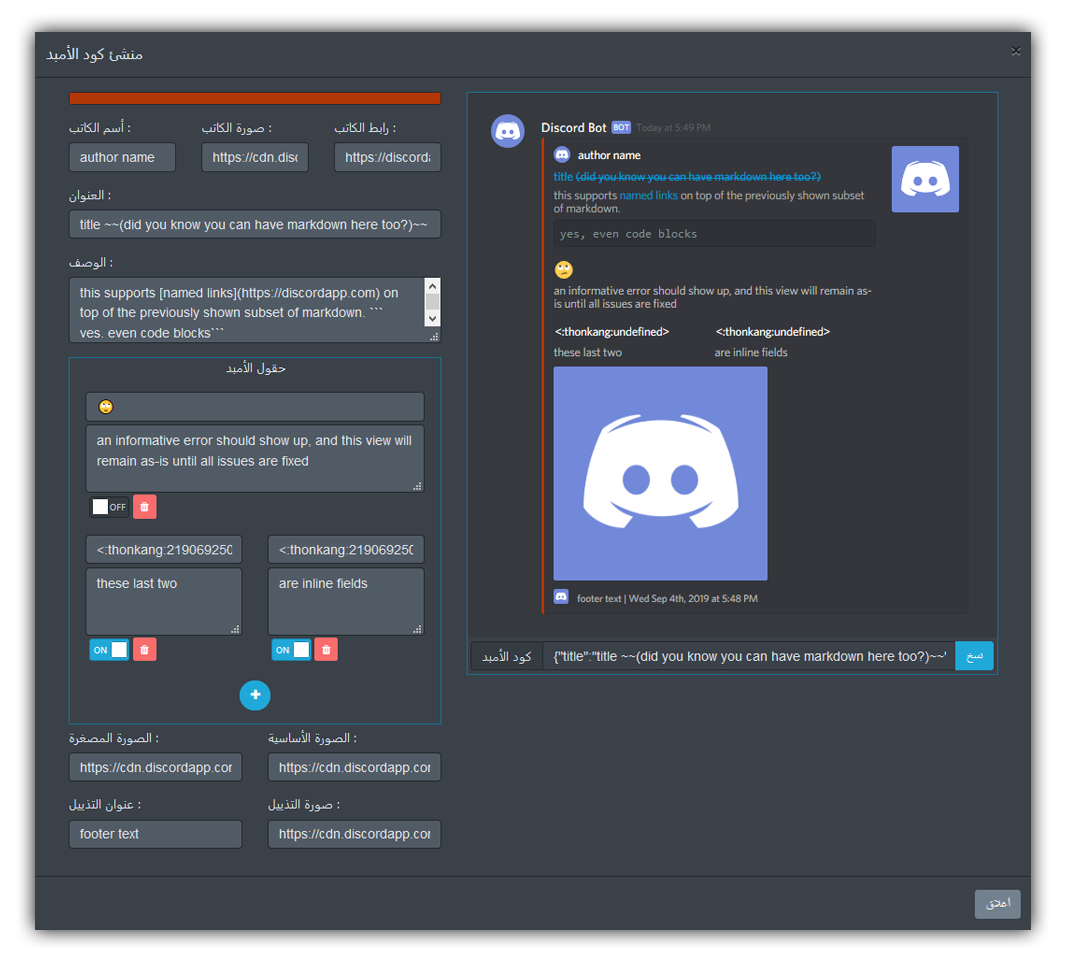 منشئ كود الأمبد
×
أسم الكاتب :
صورة الكاتب :
رابط الكاتب :
author name
https://cdn.disc
https://discorda
العنوان :
title ~~(did you know you can have markdown here too?)~~
الوصف :
this supports [named links](https://discordapp.com) on
top of the previously shown subset of markdown. ```
yes. even code blocks```
حقول الأمبد
🙄
an informative error should show up, and this view will
remain as-is until all issues are fixed
OFF
<:thonkang:219069250
<:thonkang:219069250
these last two
are inline fields
ON
ON
+
الصورة المصغرة :
الصورة الأساسية :
https://cdn.discordapp.cor
https://cdn.discordapp.cor
عنوان التذييل :
صورة التذييل :
footer text
https://cdn.discordapp.cor
Discord Bot BOT Today at 5:49 PM
author name
title (did you know you can have markdown here too?)
this supports named links on top of the previously shown subset
of markdown.
yes, even code blocks
🙄
an informative error should show up, and this view will remain as-
is until all issues are fixed
<:thonkang:undefined>
<:thonkang:undefined>
these last two
are inline fields
footer text | Wed Sep 4th, 2019 at 5:48 PM
كود الأمبد
{"title":"title ~~(did you know you can have markdown here too?)~~"
نسخ
أغلاق